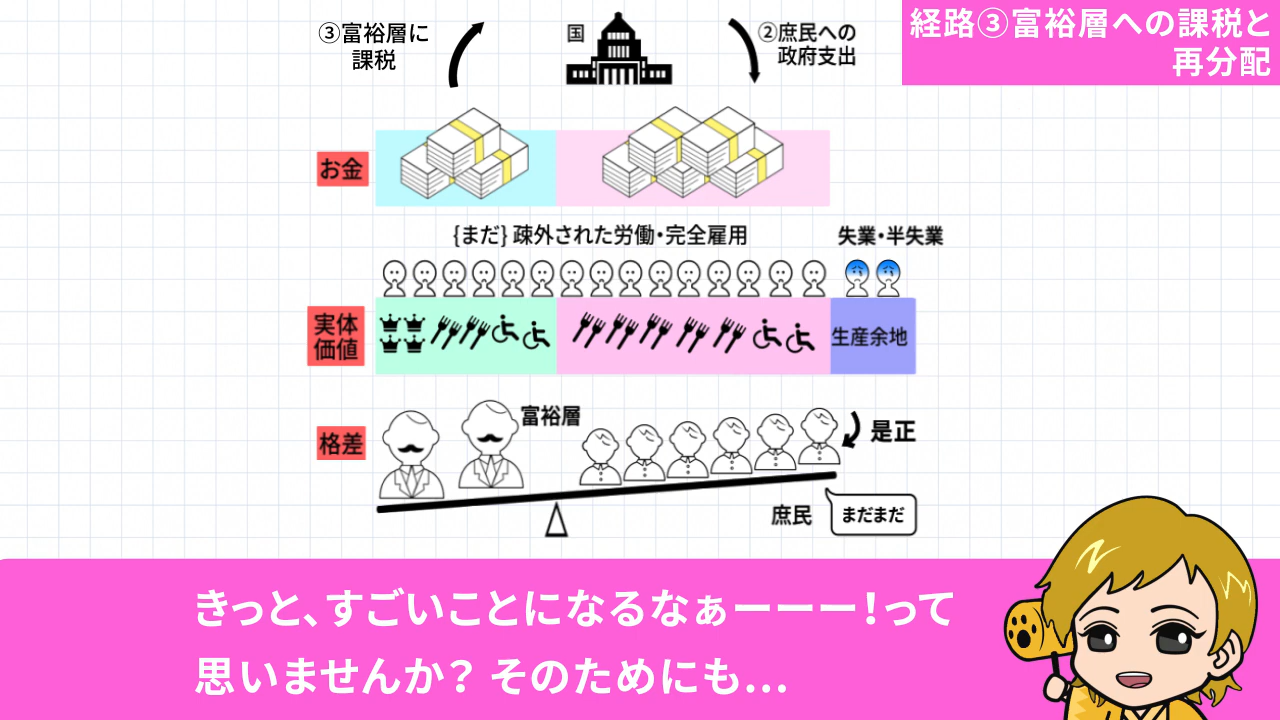 経路③富裕層への課税と
再分配
③富裕層に
課税
国
②庶民への
政府支出
お金
{まだ} 疎外された労働・完全雇用
失業・半失業
実体
価値
生産余地
格差
富裕層
是正
庶民
まだまだ
きっと、すごいことになるなぁーーー!って
思いませんか? そのためにも…